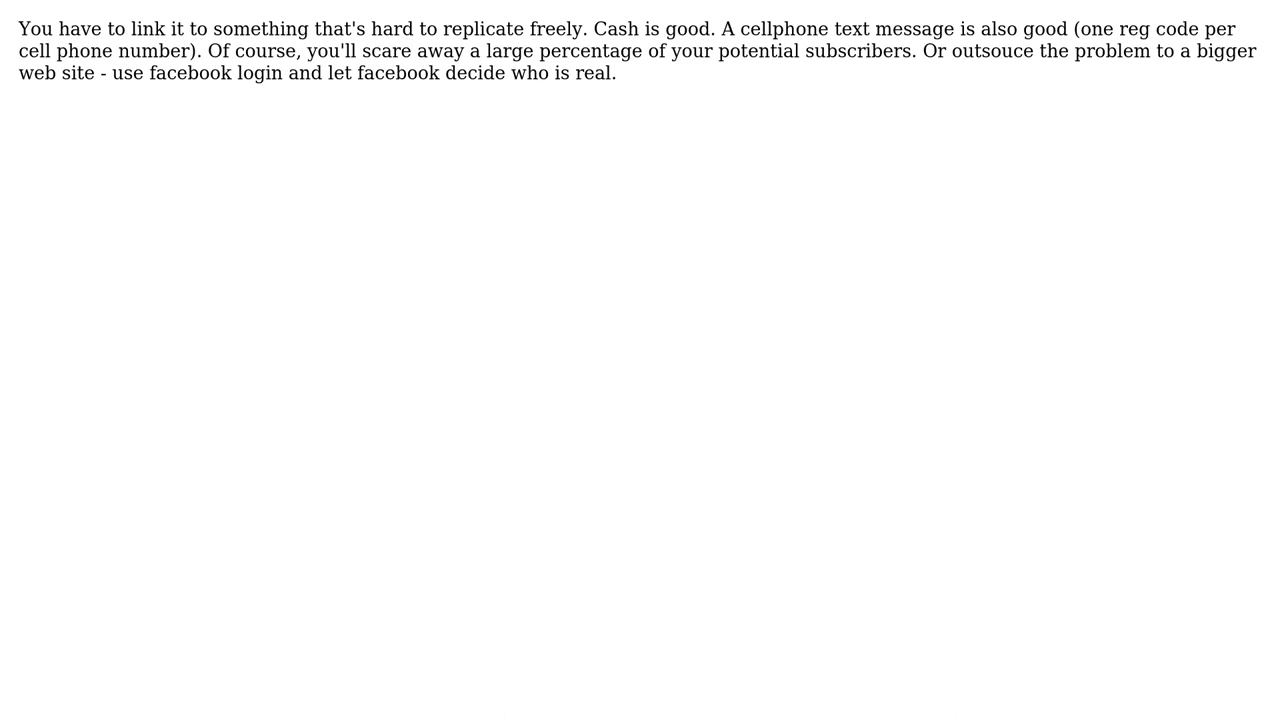 You have to link it to something that's hard to replicate freely. Cash is good. A cellphone text message is also good (one reg code per
cell phone number). Of course, you'll scare away a large percentage of your potential subscribers. Or outsouce the problem to a bigger
web site - use facebook login and let facebook decide who is real.